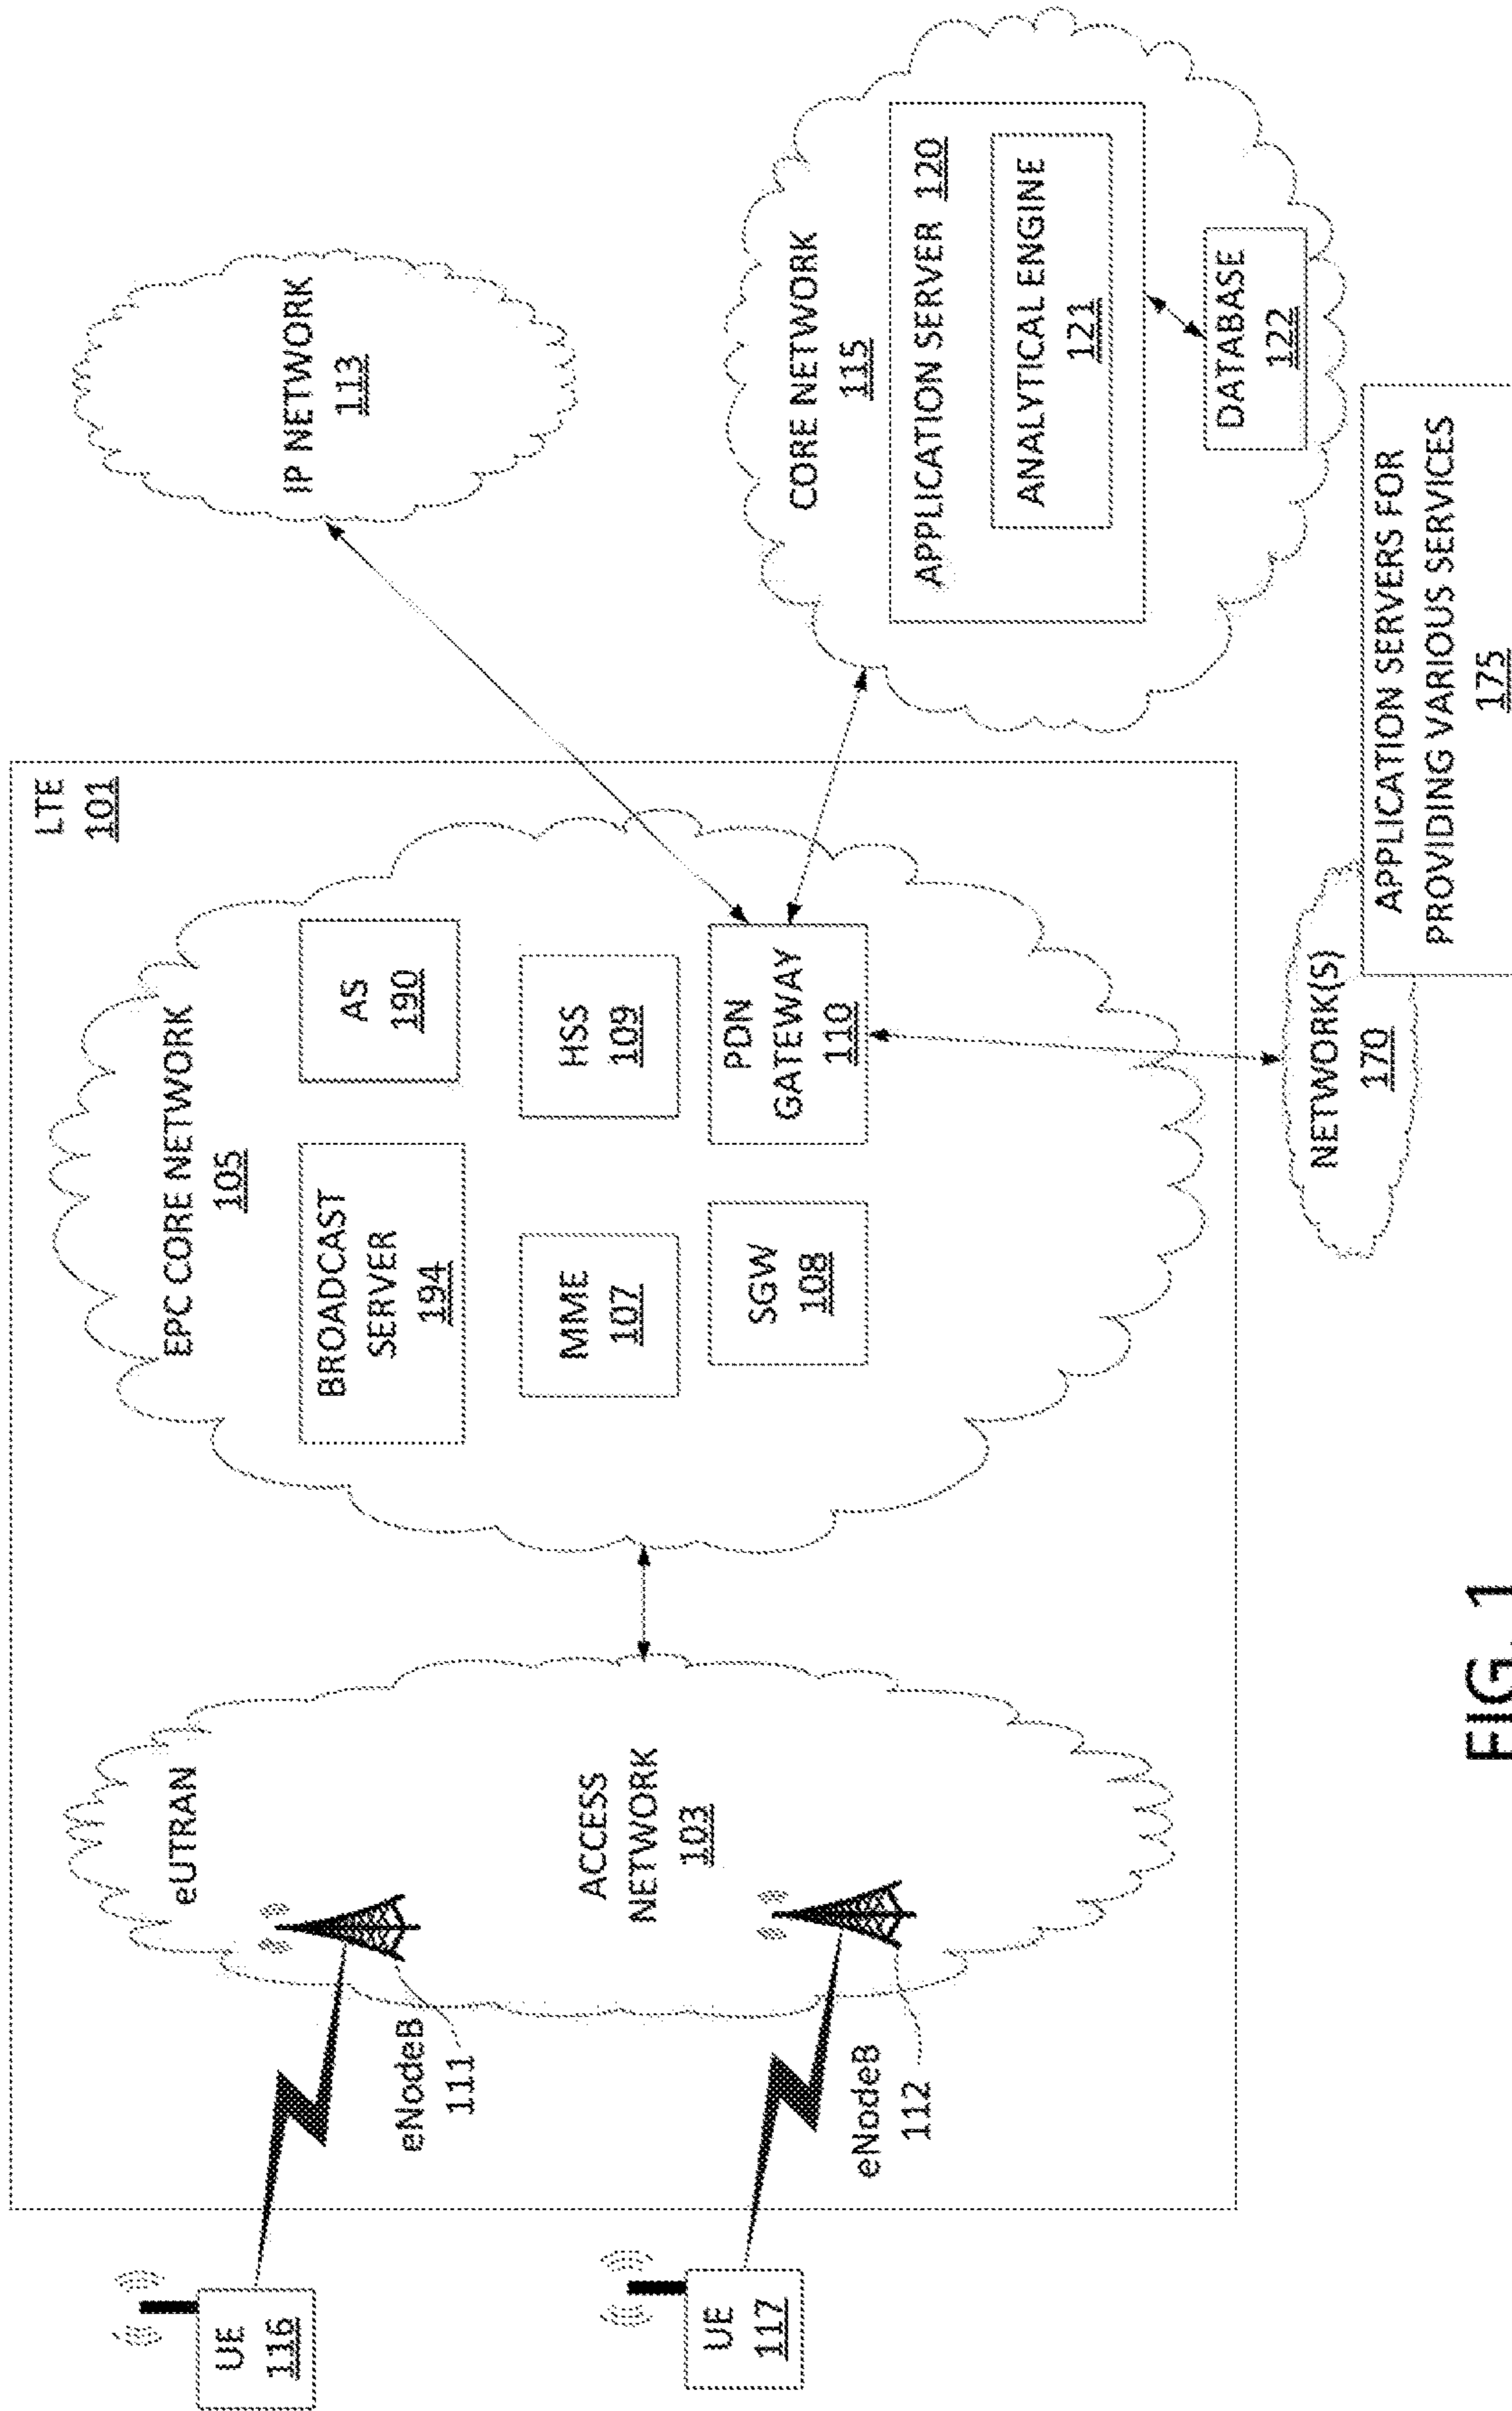 LTE
101
eUTRAN
ACCESS
NETWORK
103
eNodeB
111
eNodeB
112
UE
116
UE
117
EPC CORE NETWORK
105
BROADCAST
SERVER
194
AS
190
MME
107
HSS
109
SGW
108
PDN
GATEWAY
110
IP NETWORK
113
CORE NETWORK
115
APPLICATION SERVER 120
ANALYTICAL ENGINE
121
DATABASE
122
NETWORK(S)
170
APPLICATION SERVERS FOR
PROVIDING VARIOUS SERVICES
175
FIG. 1